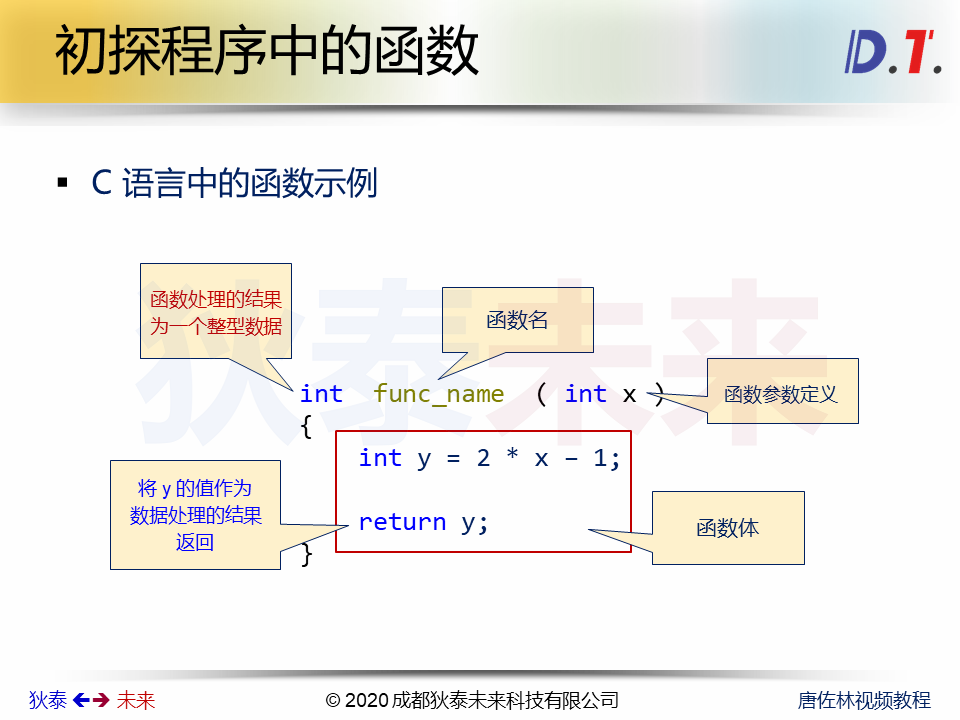 初探程序中的函数
D.T.
▪ C 语言中的函数示例
狄泰未来
函数处理的结果
为一个整型数据
函数名
int func_name ( int x )
函数参数定义
{
int y = 2 * x – 1;
将 y 的值作为
数据处理的结果
返回
return y;
函数体
}
狄泰 ←→ 未来
© 2020 成都狄泰未来科技有限公司
唐佐林视频教程